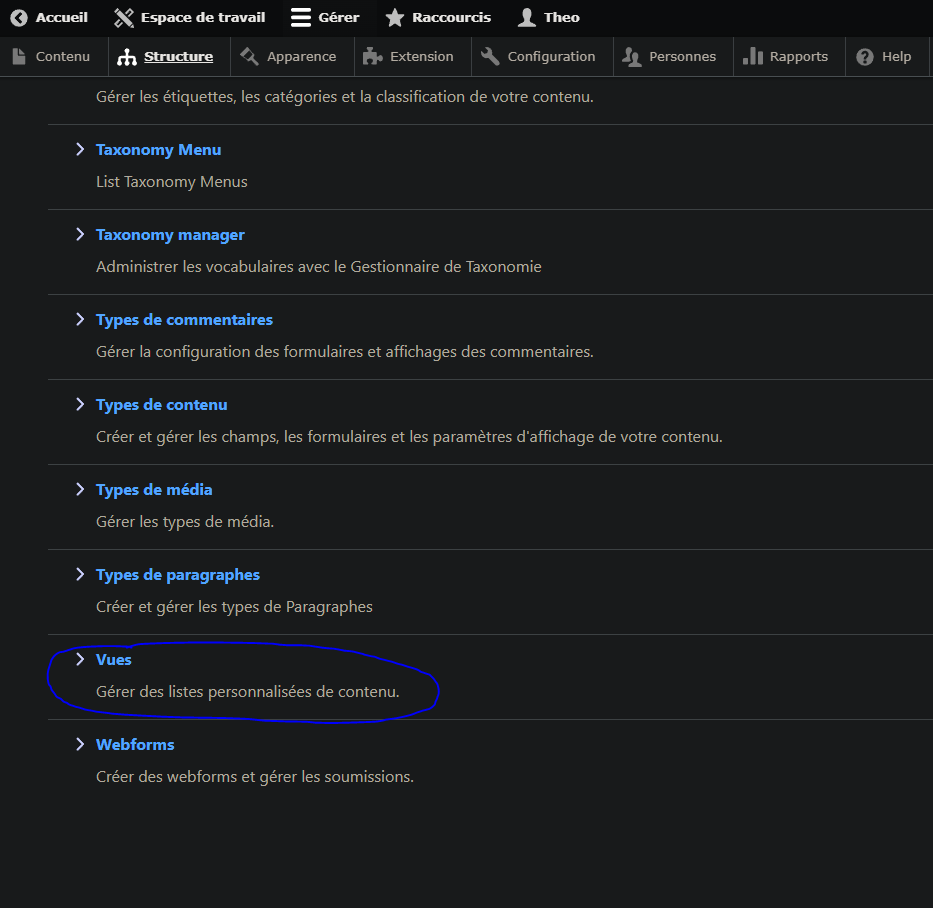 Accueil Espace de travail Gérer Raccourcis Theo
Contenu Structure Apparence Extension Configuration Personnes Rapports Help
Gérer les étiquettes, les catégories et la classification de votre contenu.
Taxonomy Menu
List Taxonomy Menus
Taxonomy manager
Administrer les vocabulaires avec le Gestionnaire de Taxonomie
Types de commentaires
Gérer la configuration des formulaires et affichages des commentaires.
Types de contenu
Créer et gérer les champs, les formulaires et les paramètres d'affichage de votre contenu.
Types de média
Gérer les types de média.
Types de paragraphes
Créer et gérer les types de Paragraphes
Vues
Gérer des listes personnalisées de contenu.
Webforms
Créer des webforms et gérer les soumissions.